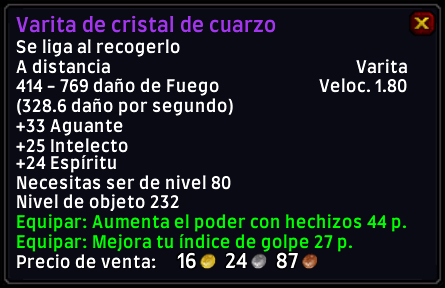 Varita de cristal de cuarzo
Se liga al recogerlo
A distancia Varita
414 - 769 daño de Fuego Veloc. 1.80
(328.6 daño por segundo)
+33 Aguante
+25 Intelecto
+24 Espíritu
Necesitas ser de nivel 80
Nivel de objeto 232
Equipar: Aumenta el poder con hechizos 44 p.
Equipar: Mejora tu índice de golpe 27 p.
Precio de venta: 16 24 87